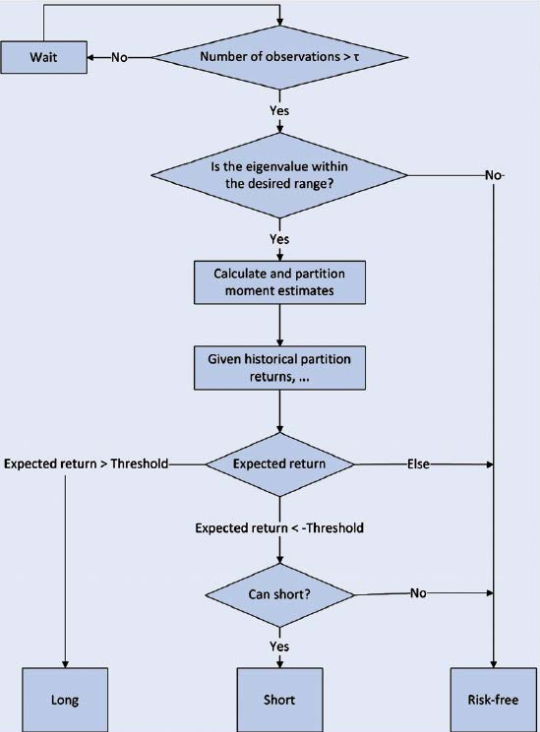 Number of observations > τ
No
Wait
Yes
Is the eigenvalue within
the desired range?
No
Yes
Calculate and partition
moment estimates
Given historical partition
returns, ...
Expected return > Threshold
Expected return
Else
Expected return < -Threshold
Can short?
No
Yes
Long
Short
Risk-free